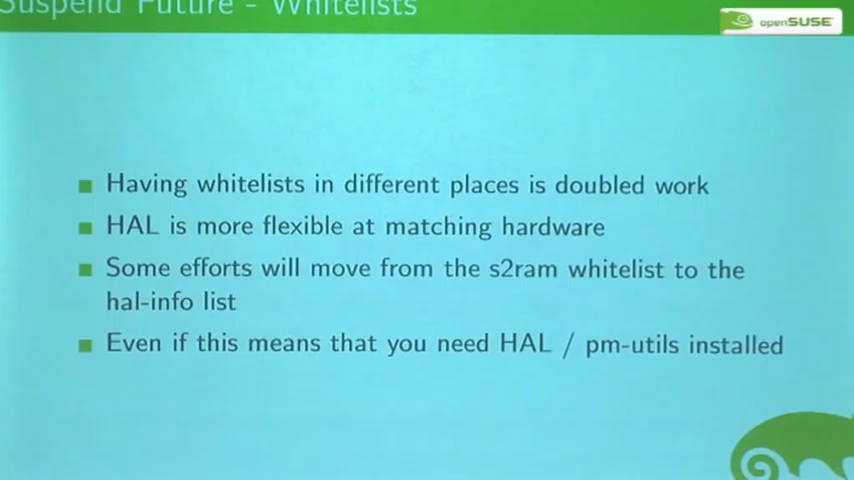 Suspend Future - Whitelists
openSUSE
Having whitelists in different places is doubled work
HAL is more flexible at matching hardware
Some efforts will move from the s2ram whitelist to the
hal-info list
Even if this means that you need HAL / pm-utils installed